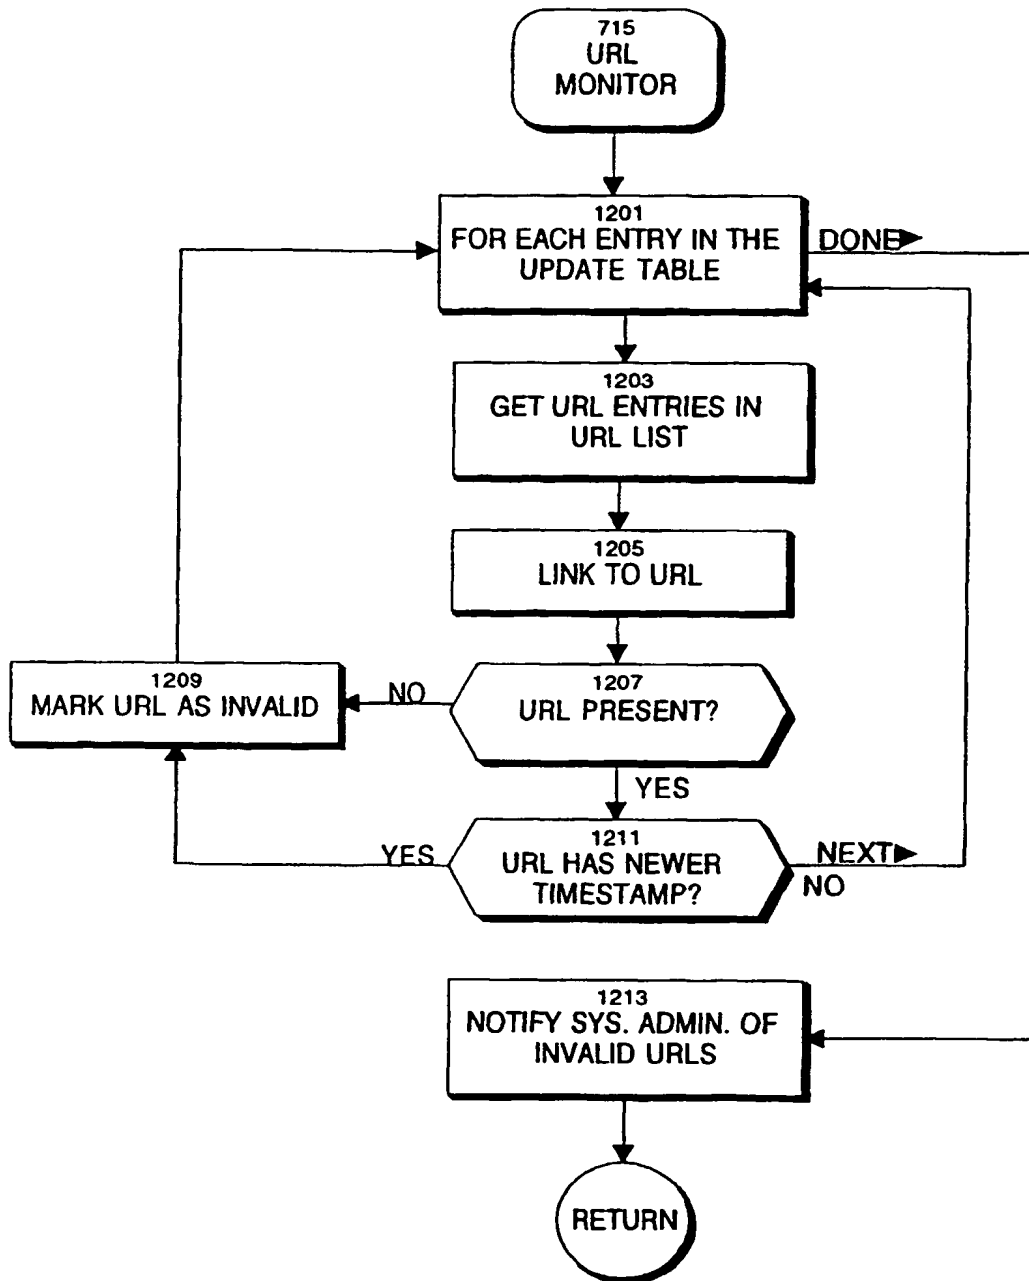 715
URL
MONITOR
1201
FOR EACH ENTRY IN THE
UPDATE TABLE
DONE
1203
GET URL ENTRIES IN
URL LIST
1205
LINK TO URL
1207
URL PRESENT?
NO
1209
MARK URL AS INVALID
YES
1211
URL HAS NEWER
TIMESTAMP?
YES
NEXT
NO
1213
NOTIFY SYS. ADMIN. OF
INVALID URLS
RETURN